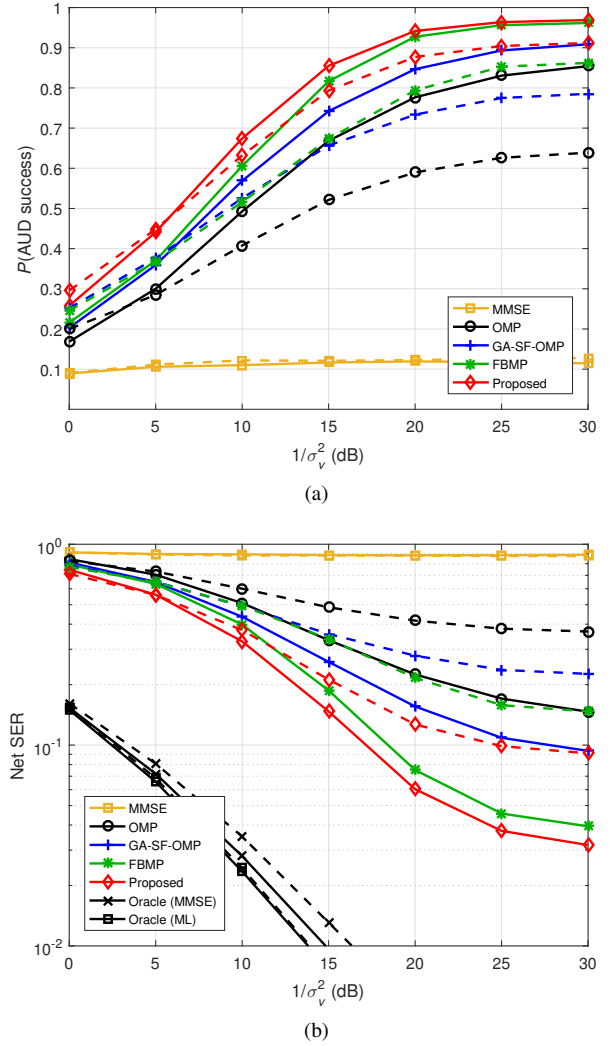 1
0.9
0.8
0.7
0.6
0.5
0.4
0.3
0.2
0.1
P(AUD success)
MMSE
OMP
GA-SF-OMP
FBMP
Proposed
0 5 10 15 20 25 30
1/σ_v^2 (dB)
(a)
10^0
10^-1
10^-2
Net SER
MMSE
OMP
GA-SF-OMP
FBMP
Proposed
Oracle (MMSE)
Oracle (ML)
0 5 10 15 20 25 30
1/σ_v^2 (dB)
(b)